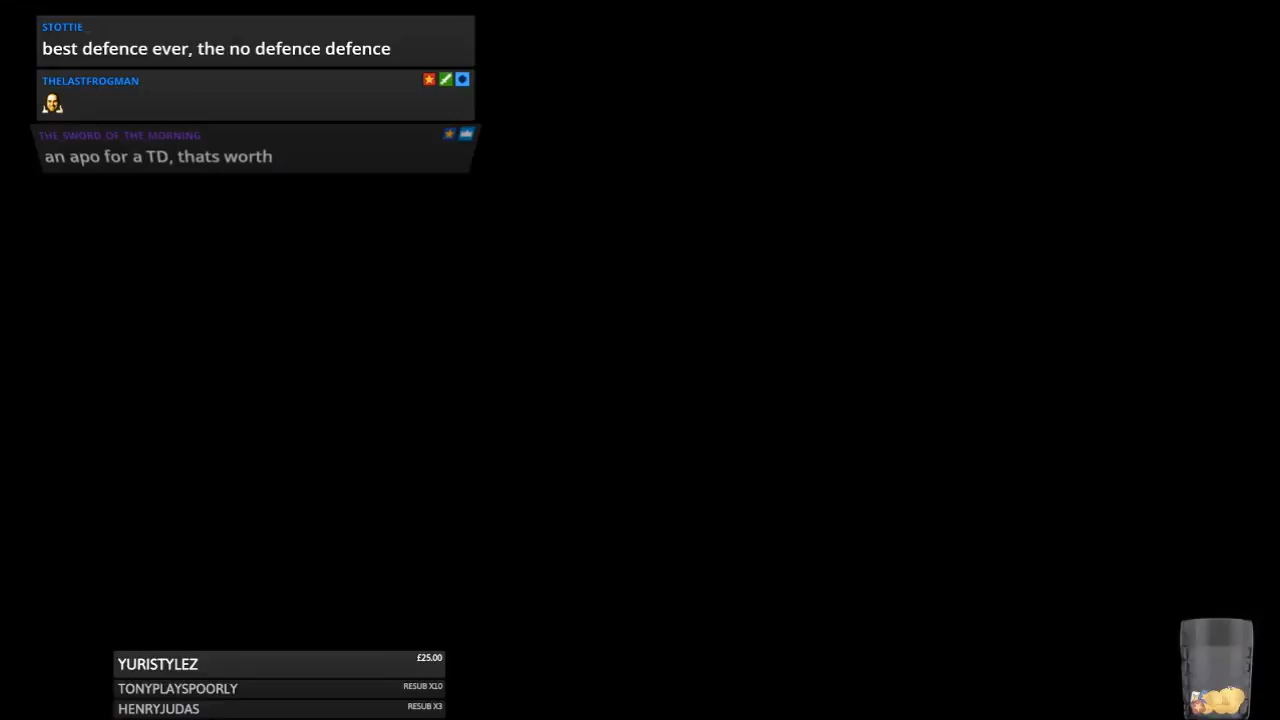 STOTTIE_
best defence ever, the no defence defence
THELASTFROGMAN
THE SWORD OF THE MORNING
an apo for a TD, thats worth
YURISTYLEZ £25.00
TONYPLAYSPOORLY RESUB X10
HENRYJUDAS RESUB X3